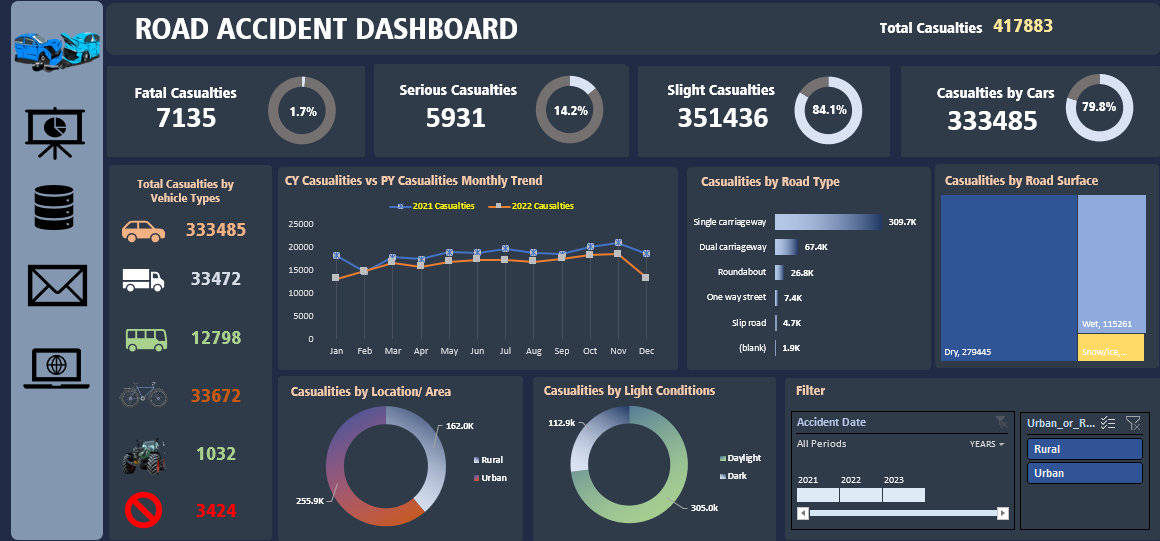 ROAD ACCIDENT DASHBOARD
Total Casualties 417883
Fatal Casualties
7135
1.7%
Serious Casualties
5931
14.2%
Slight Casualties
351436
84.1%
Casualties by Cars
333485
79.8%
Total Casualties by
Vehicle Types
333485
33472
12798
33672
1032
3424
CY Casualities vs PY Casualities Monthly Trend
2021 Casualties
2022 Causalties
25000
20000
15000
10000
5000
0
Jan Feb Mar Apr May Jun Jul Aug Sep Oct Nov Dec
Casualities by Road Type
Single carriageway 309.7K
Dual carriageway 67.4K
Roundabout 26.8K
One way street 7.4K
Slip road 4.7K
(blank) 1.9K
Casualities by Road Surface
Dry, 279445
Wet, 115261
Snow/ice,...
Casualities by Location/ Area
162.0K
Rural
Urban
255.9K
Casualities by Light Conditions
112.9k
Daylight
Dark
305.0k
Filter
Accident Date
All Periods
YEARS
2021 2022 2023
Urban_or_R...
Rural
Urban